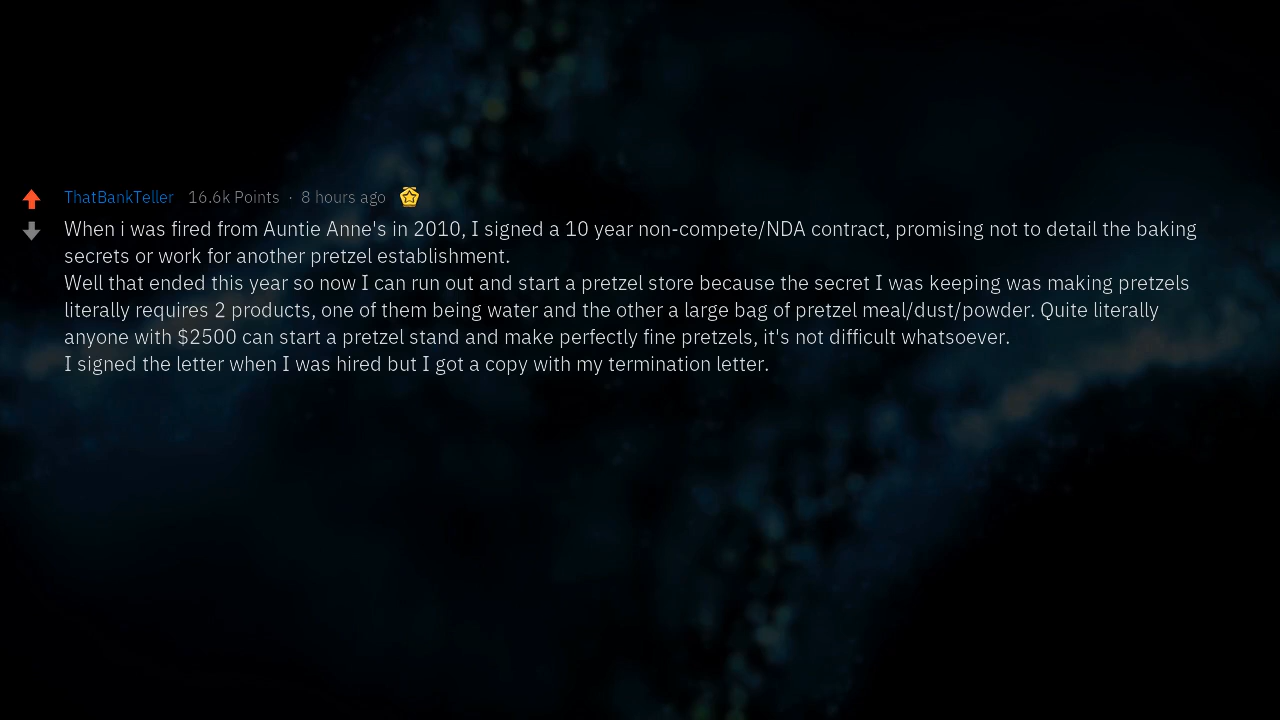 ThatBankTeller 16.6k Points · 8 hours ago
When i was fired from Auntie Anne's in 2010, I signed a 10 year non-compete/NDA contract, promising not to detail the baking
secrets or work for another pretzel establishment.
Well that ended this year so now I can run out and start a pretzel store because the secret I was keeping was making pretzels
literally requires 2 products, one of them being water and the other a large bag of pretzel meal/dust/powder. Quite literally
anyone with $2500 can start a pretzel stand and make perfectly fine pretzels, it's not difficult whatsoever.
I signed the letter when I was hired but I got a copy with my termination letter.